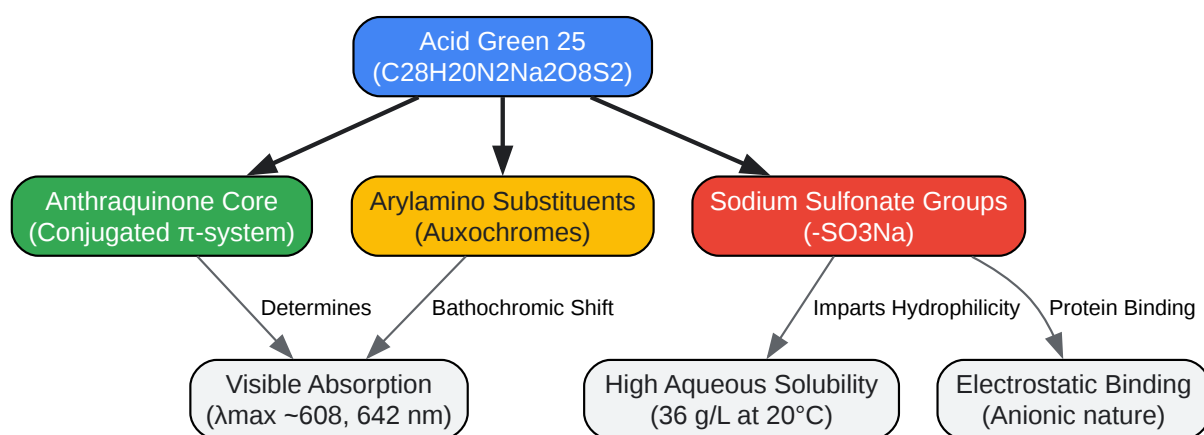 Acid Green 25
(C28H20N2Na2O8S2)
Anthraquinone Core
(Conjugated π-system)
Arylamino Substituents
(Auxochromes)
Sodium Sulfonate Groups
(-SO3Na)
Determines
Bathochromic Shift
Imparts Hydrophilicity
Protein Binding
Visible Absorption
(λmax ~608, 642 nm)
High Aqueous Solubility
(36 g/L at 20°C)
Electrostatic Binding
(Anionic nature)